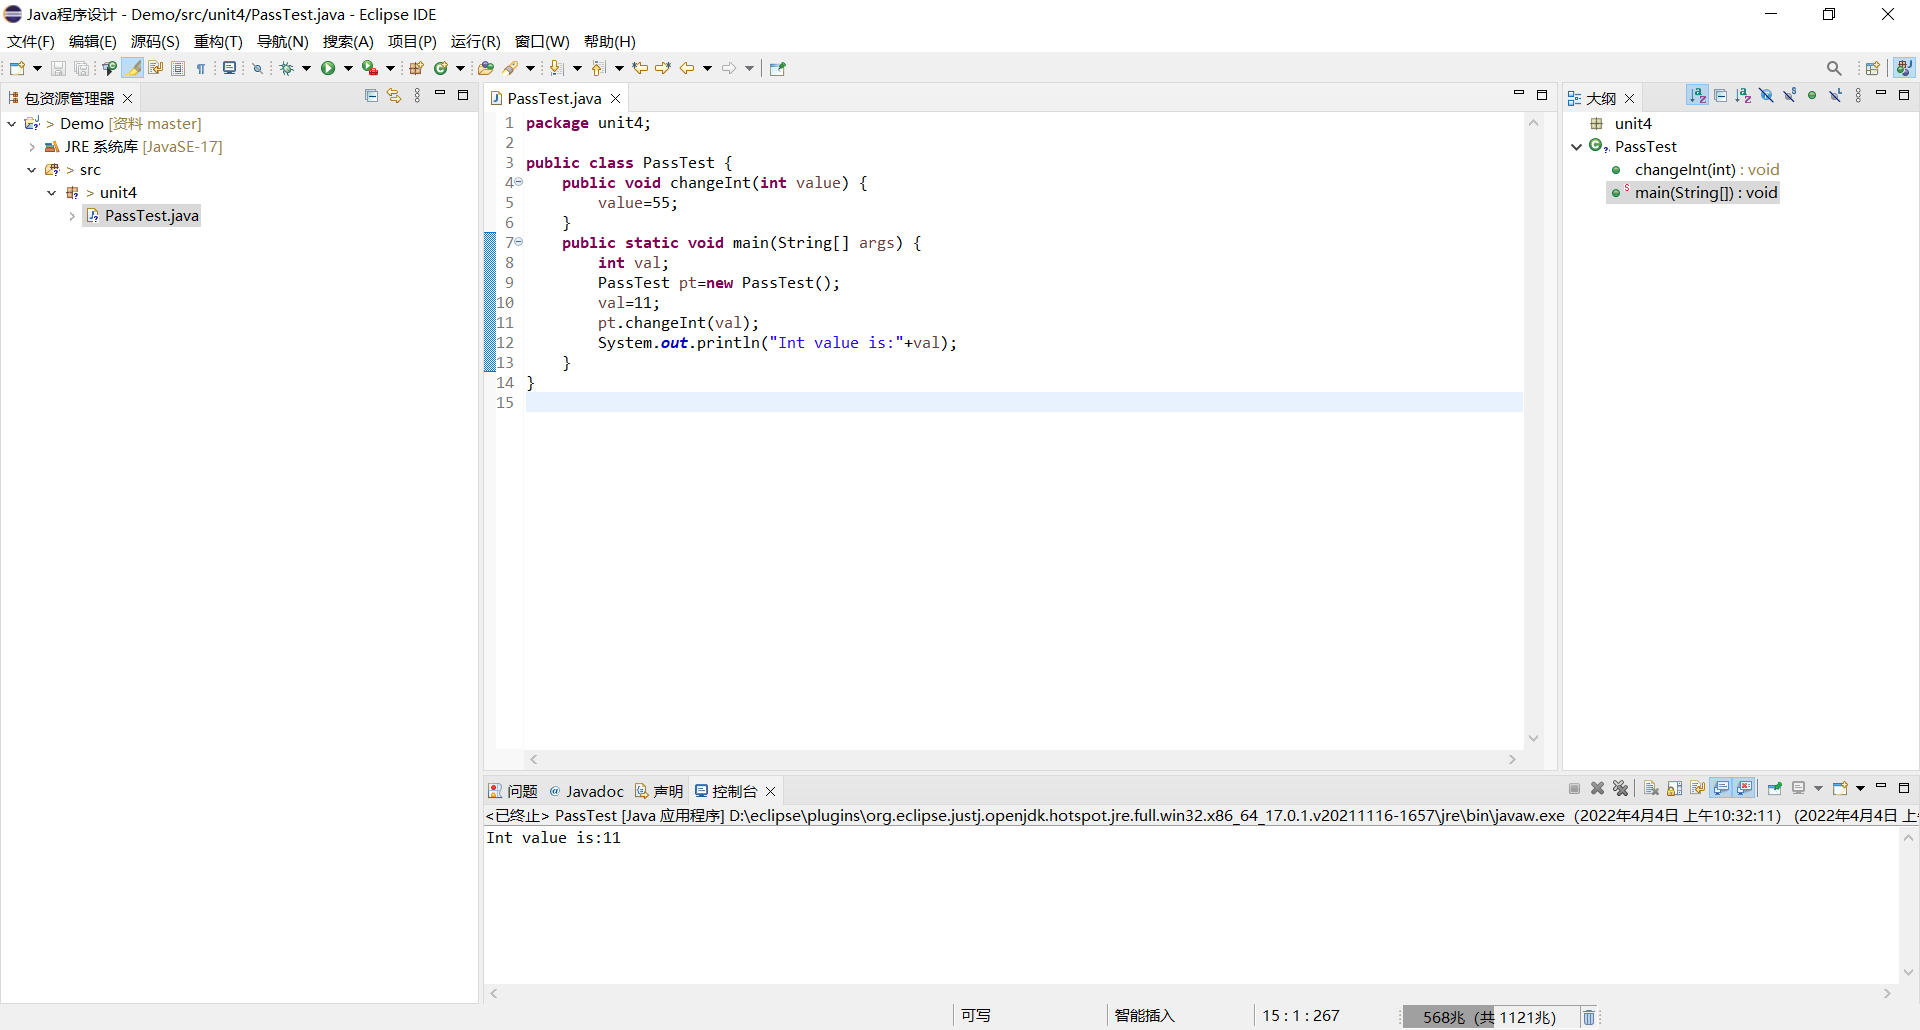 Java程序设计 - Demo/src/unit4/PassTest.java - Eclipse IDE
文件(F) 编辑(E) 源码(S) 重构(T) 导航(N) 搜索(A) 项目(P) 运行(R) 窗口(W) 帮助(H)
包资源管理器
> Demo [资料 master]
JRE 系统库 [JavaSE-17]
> src
> unit4
PassTest.java
PassTest.java
1 package unit4;
2
3 public class PassTest {
4 public void changeInt(int value) {
5 value=55;
6 }
7 public static void main(String[] args) {
8 int val;
9 PassTest pt=new PassTest();
10 val=11;
11 pt.changeInt(val);
12 System.out.println("Int value is:"+val);
13 }
14 }
15
大纲
unit4
PassTest
changeInt(int) : void
main(String[]) : void
问题 @ Javadoc 声明 控制台
<已终止> PassTest [Java 应用程序] D:\eclipse\plugins\org.eclipse.justj.openjdk.hotspot.jre.full.win32.x86_64_17.0.1.v20211116-1657\jre\bin\javaw.exe（2022年4月4日 上午10:32:11）（2022年4月4日 上
Int value is:11
可写 智能插入 15 : 1 : 267 568兆（共 1121兆）